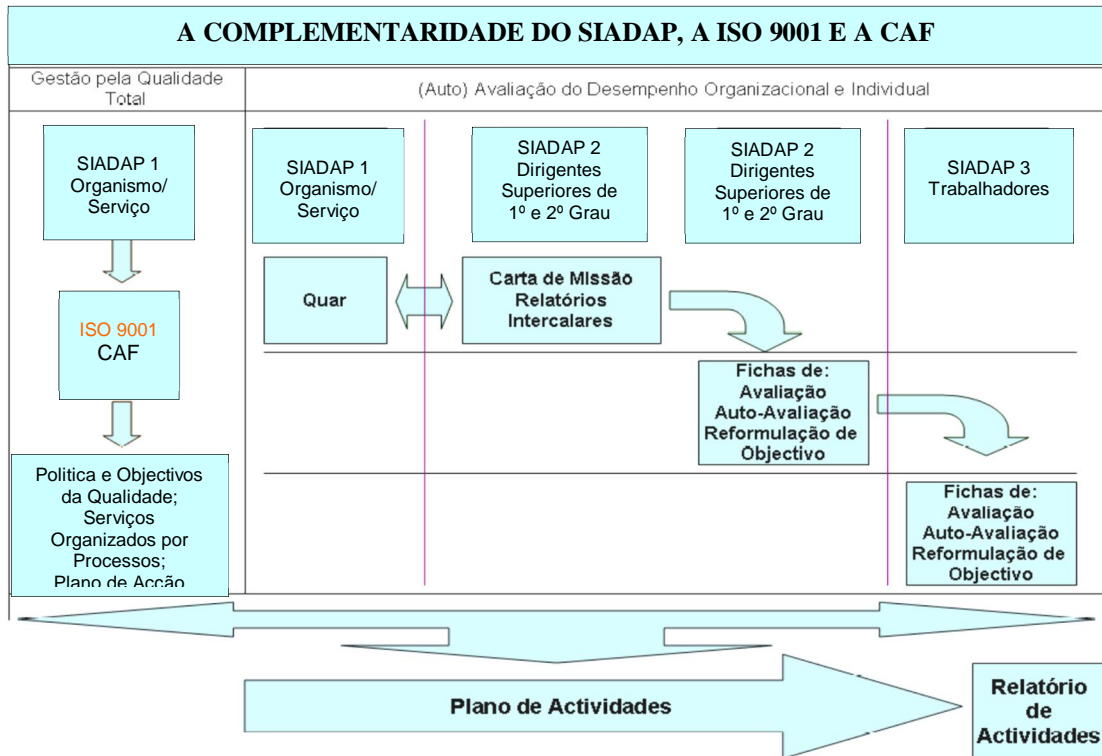 A COMPLEMENTARIDADE DO SIADAP, A ISO 9001 E A CAF
Gestão pela Qualidade
Total
(Auto) Avaliação do Desempenho Organizacional e Individual
SIADAP 1
Organismo/
Serviço
SIADAP 1
Organismo/
Serviço
SIADAP 2
Dirigentes
Superiores de
1º e 2º Grau
SIADAP 2
Dirigentes
Superiores de
1º e 2º Grau
SIADAP 3
Trabalhadores
Quar
Carta de Missão
Relatórios
Intercalares
ISO 9001
CAF
Fichas de:
Avaliação
Auto-Avaliação
Reformulação de
Objectivo
Politica e Objectivos
da Qualidade;
Serviços
Organizados por
Processos;
Plano de Acção
Fichas de:
Avaliação
Auto-Avaliação
Reformulação de
Objectivo
Plano de Actividades
Relatório
de
Actividades